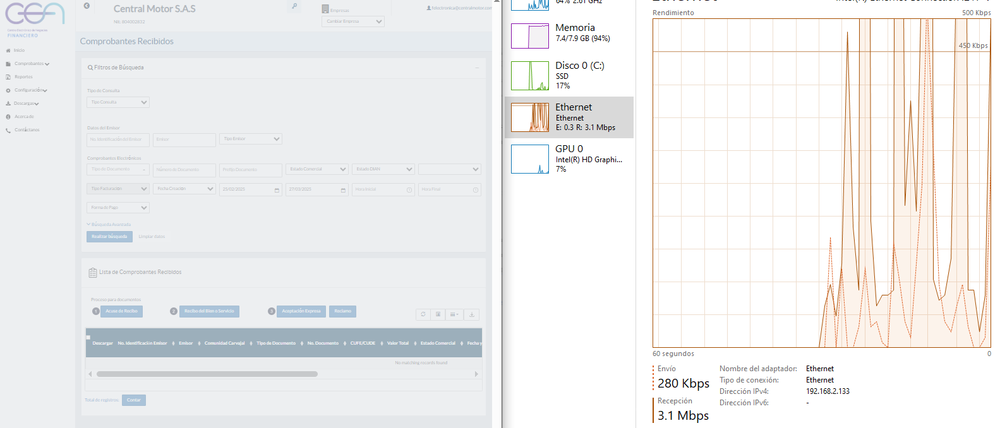 CEN
Centro Electrónico de Negocios
FINANCIERO
Inicio
Comprobantes
Reportes
Configuración
Descargas
Acerca de
Contáctanos
Central Motor S.A.S
Nit: 804002832
Empresas
Cambiar Empresa
felectronica@centralmotor.com
Comprobantes Recibidos
Filtros de Búsqueda
Tipo de Consulta
Tipo Consulta
Datos del Emisor
No. Identificación del Emisor
Emisor
Tipo Emisor
Comprobantes Electrónicos
Tipo de Documento
Número de Documento
Prefijo Documento
Estado Comercial
Estado DIAN
Tipo Facturación
Fecha Creación
25/02/2025
27/03/2025
Hora Inicial
Hora Final
Forma de Pago
Búsqueda Avanzada
Realizar búsqueda
Limpiar datos
Lista de Comprobantes Recibidos
Proceso para documentos
1 Acuse de Recibo
2 Recibo del Bien o Servicio
3 Aceptación Expresa
Reclamo
Descargar
No. Identificación Emisor
Emisor
Comunidad Carvajal
Tipo de Documento
No. Documento
CUFE/CUDE
Valor Total
Estado Comercial
Fecha y
No matching records found
Total de registros:
Contar
64% 2.61 GHz
Memoria
7.4/7.9 GB (94%)
Disco 0 (C:)
SSD
17%
Ethernet
Ethernet
E: 0.3 R: 3.1 Mbps
GPU 0
Intel(R) HD Graphi...
7%
Rendimiento
500 Kbps
450 Kbps
60 segundos
0
Envío
280 Kbps
Recepción
3.1 Mbps
Nombre del adaptador: Ethernet
Tipo de conexión: Ethernet
Dirección IPv4: 192.168.2.133
Dirección IPv6: -